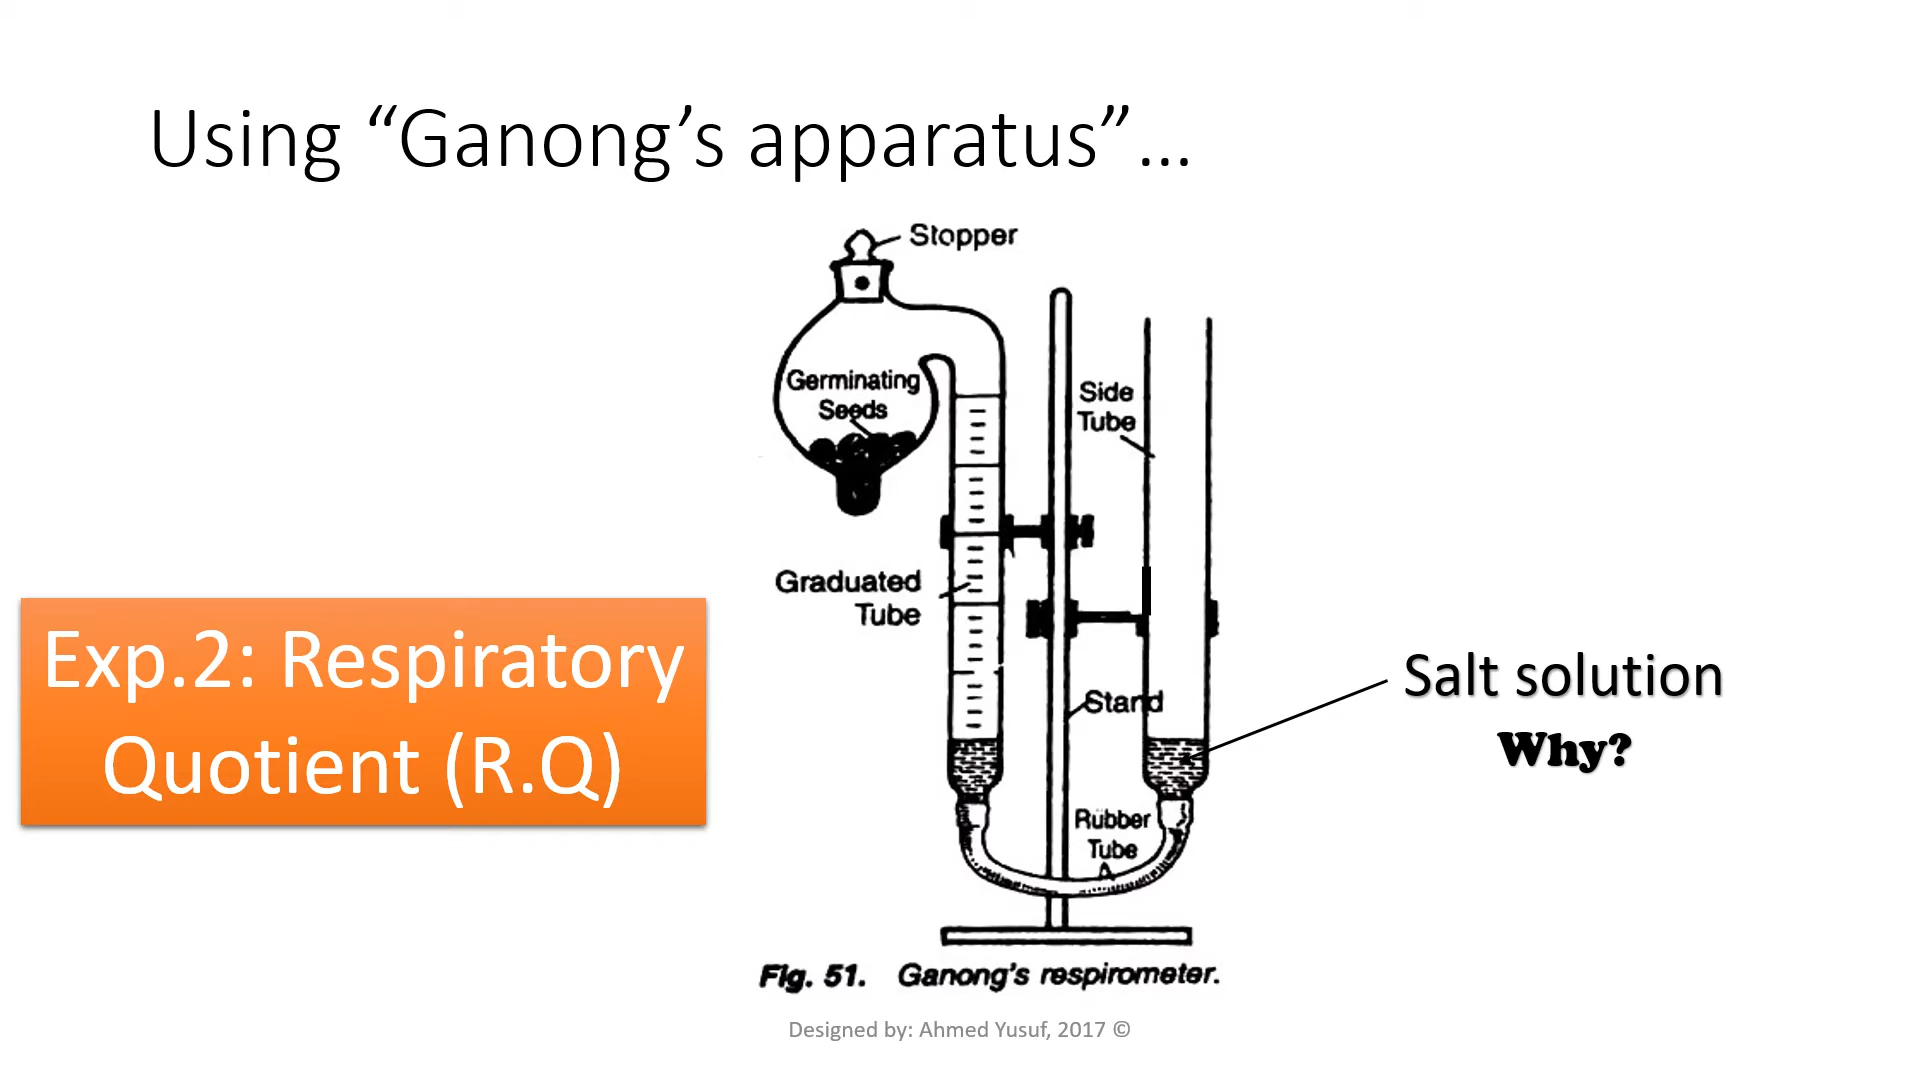 Using “Ganong’s apparatus”…
Stopper
Germinating
Seeds
Side
Tube
Graduated
Tube
Exp.2: Respiratory
Quotient (R.Q)
Salt solution
Why?
Stand
Rubber
Tube
Fig. 51. Ganong's respirometer.
Designed by: Ahmed Yusuf, 2017 ©